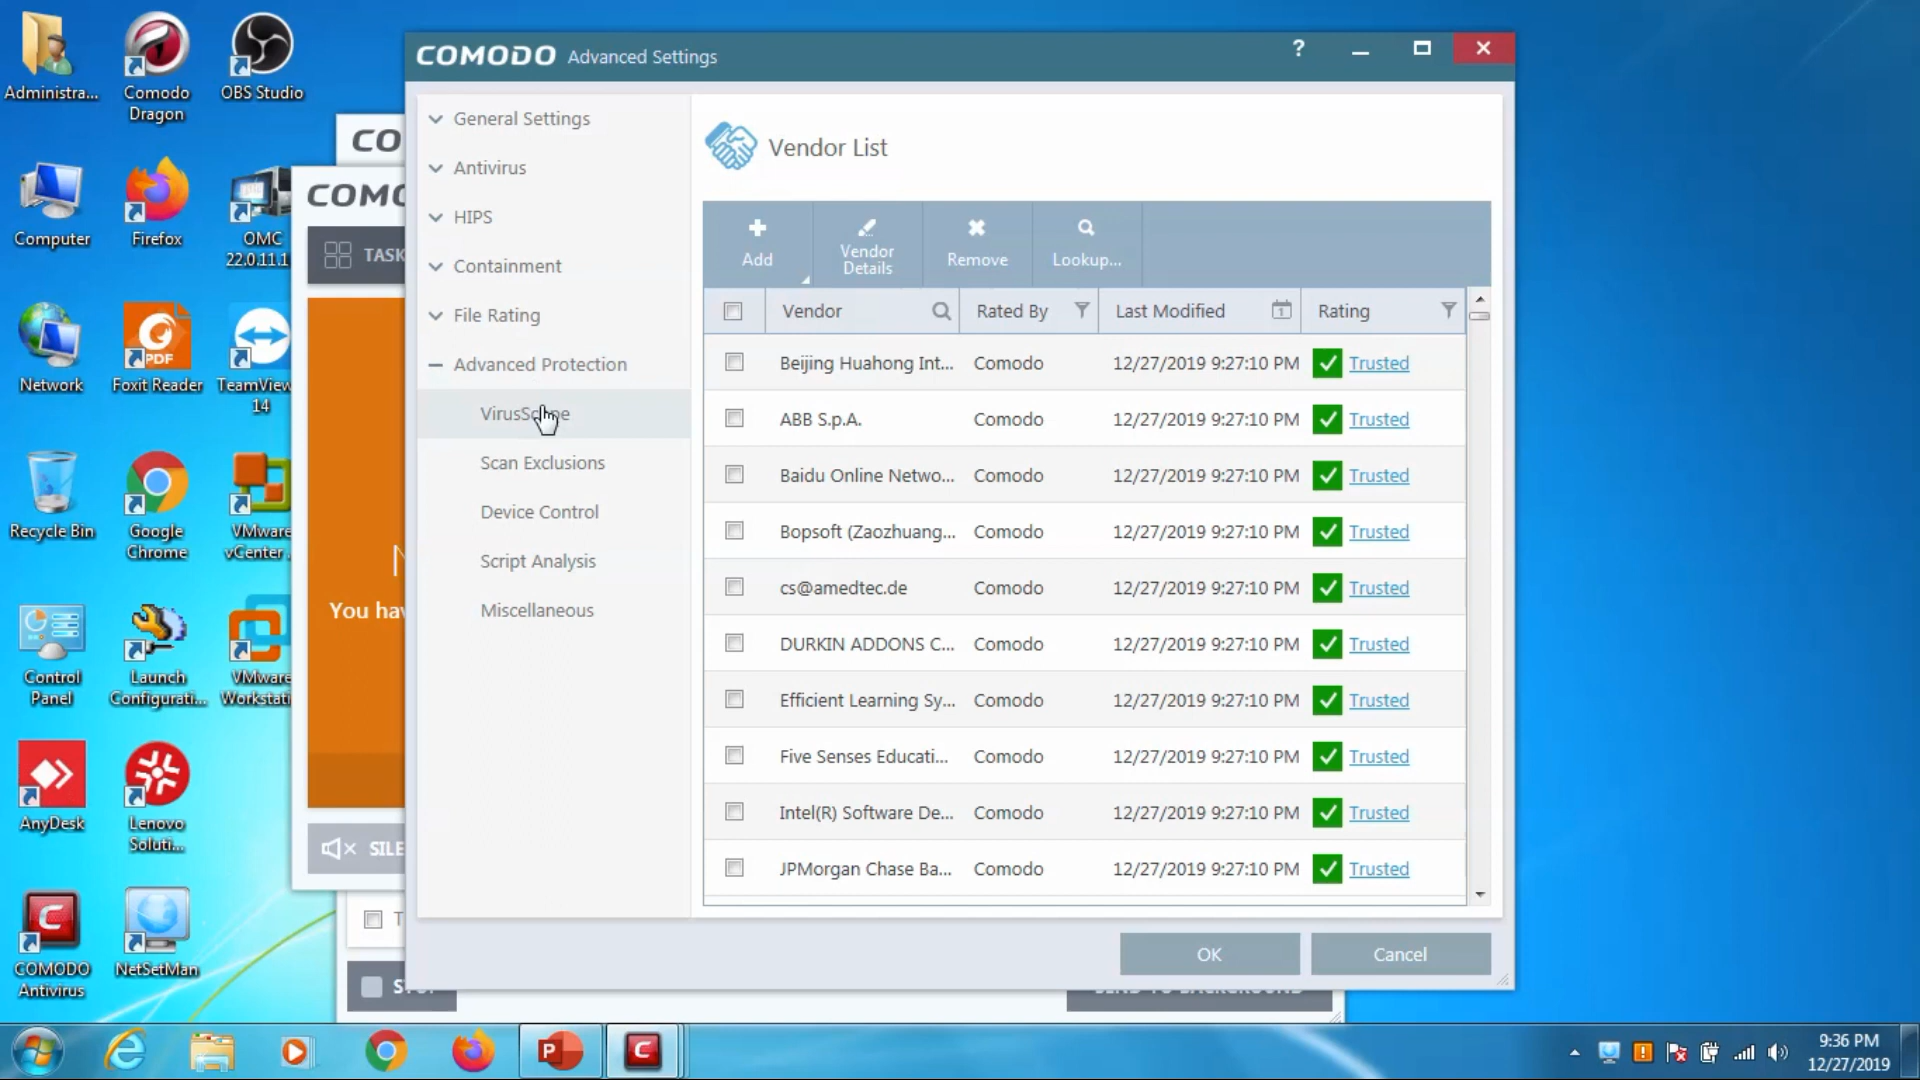 Administra...
Comodo
Dragon
OBS Studio
Computer
Firefox
OMC
22.0.11.1
Network
Foxit Reader
PDF
TeamView
14
Recycle Bin
Google
Chrome
VMware
vCenter
Control
Panel
Launch
Configurati...
VMware
Workstati
AnyDesk
Lenovo
Soluti...
COMODO
Antivirus
NetSetMan
CO
COMO
TASK
You hav
SILE
T
COMODO Advanced Settings
?
General Settings
Antivirus
HIPS
Containment
File Rating
Advanced Protection
VirusScope
Scan Exclusions
Device Control
Script Analysis
Miscellaneous
Vendor List
Add
Vendor
Details
Remove
Lookup...
Vendor Rated By Last Modified Rating
Beijing Huahong Int... Comodo 12/27/2019 9:27:10 PM Trusted
ABB S.p.A. Comodo 12/27/2019 9:27:10 PM Trusted
Baidu Online Netwo... Comodo 12/27/2019 9:27:10 PM Trusted
Bopsoft (Zaozhuang... Comodo 12/27/2019 9:27:10 PM Trusted
cs@amedtec.de Comodo 12/27/2019 9:27:10 PM Trusted
DURKIN ADDONS C... Comodo 12/27/2019 9:27:10 PM Trusted
Efficient Learning Sy... Comodo 12/27/2019 9:27:10 PM Trusted
Five Senses Educati... Comodo 12/27/2019 9:27:10 PM Trusted
Intel(R) Software De... Comodo 12/27/2019 9:27:10 PM Trusted
JPMorgan Chase Ba... Comodo 12/27/2019 9:27:10 PM Trusted
OK
Cancel
9:36 PM
12/27/2019